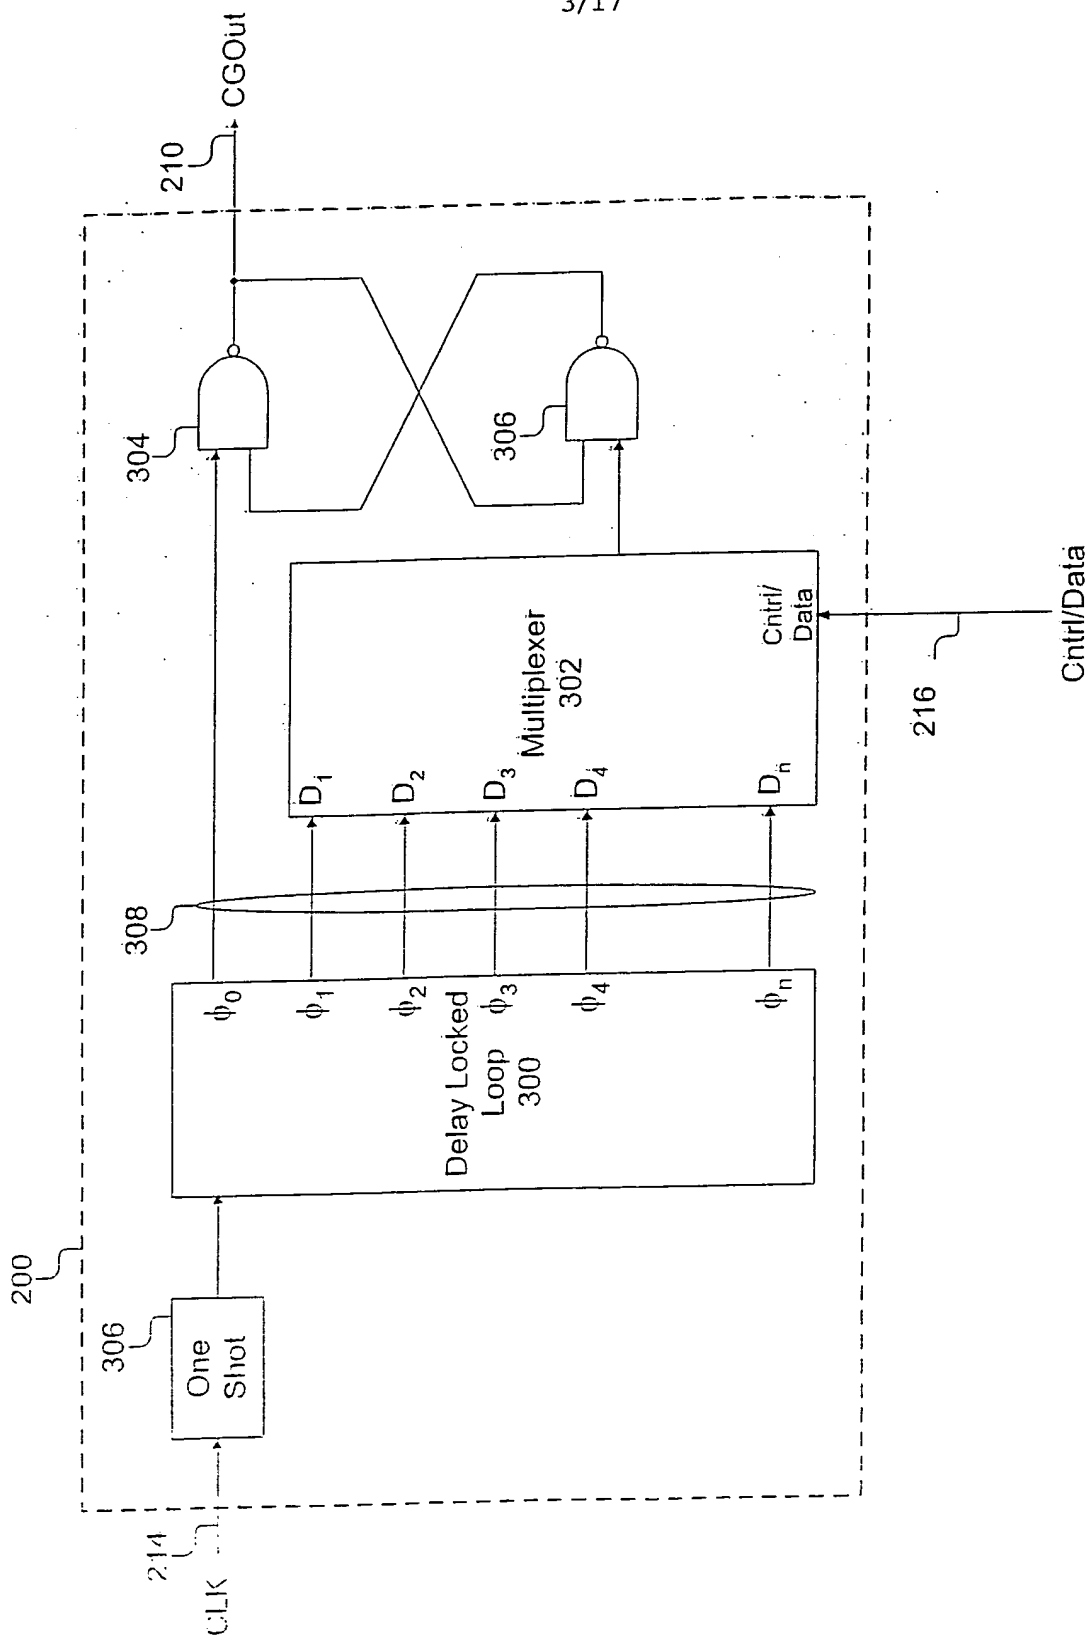 3/17
200
CLK
214
306
One
Shot
Delay Locked
Loop
300
ϕ0
ϕ1
ϕ2
ϕ3
ϕ4
ϕn
308
D1
D2
D3
D4
Dn
Multiplexer
302
Cntrl/
Data
216
Cntrl/Data
304
306
210
CGOut